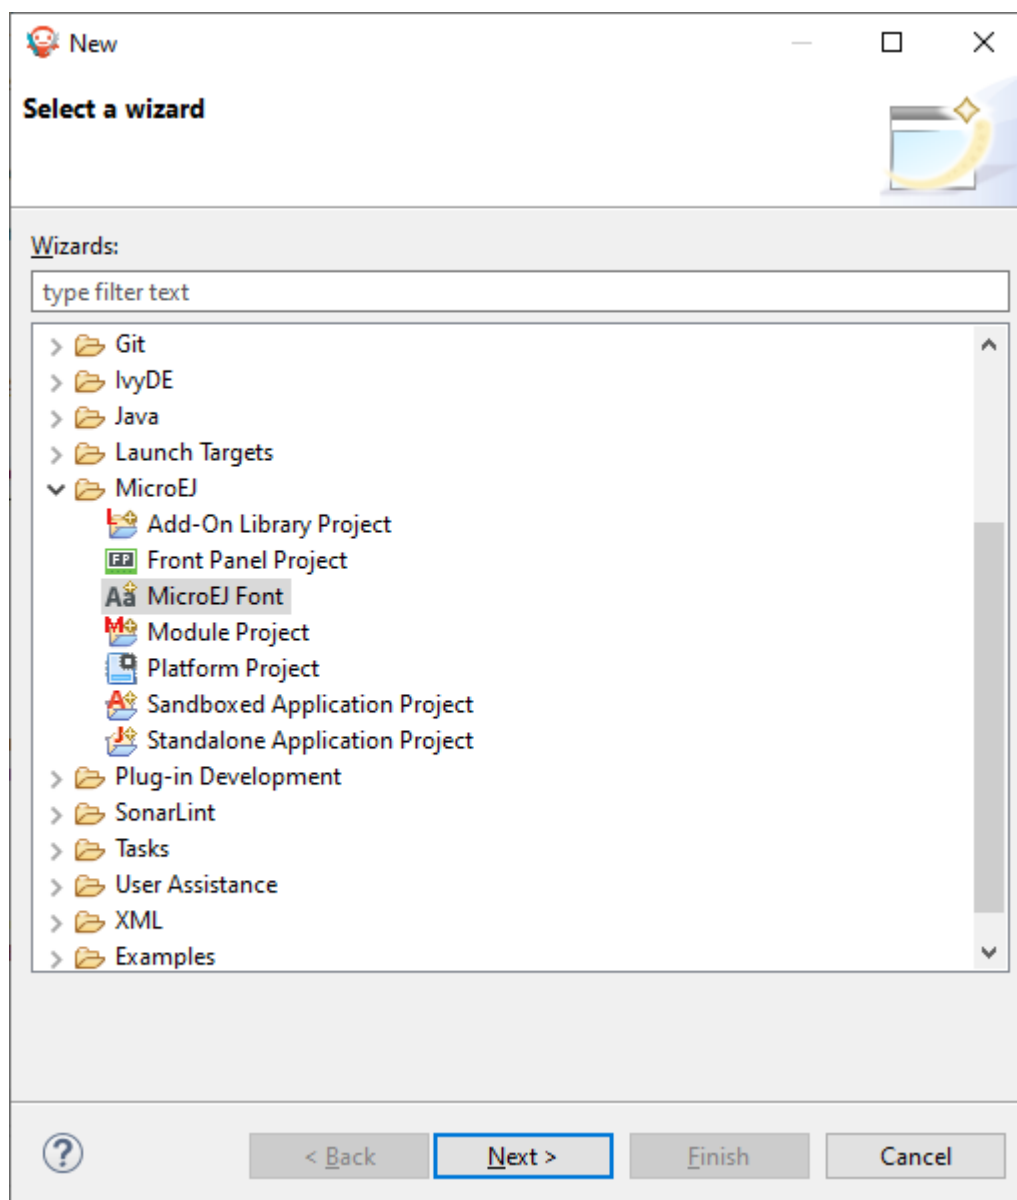 New
Select a wizard
Wizards:
type filter text
Git
IvyDE
Java
Launch Targets
MicroEJ
Add-On Library Project
FP Front Panel Project
Aa MicroEJ Font
Module Project
Platform Project
Sandboxed Application Project
Standalone Application Project
Plug-in Development
SonarLint
Tasks
User Assistance
XML
Examples
? < Back Next > Finish Cancel